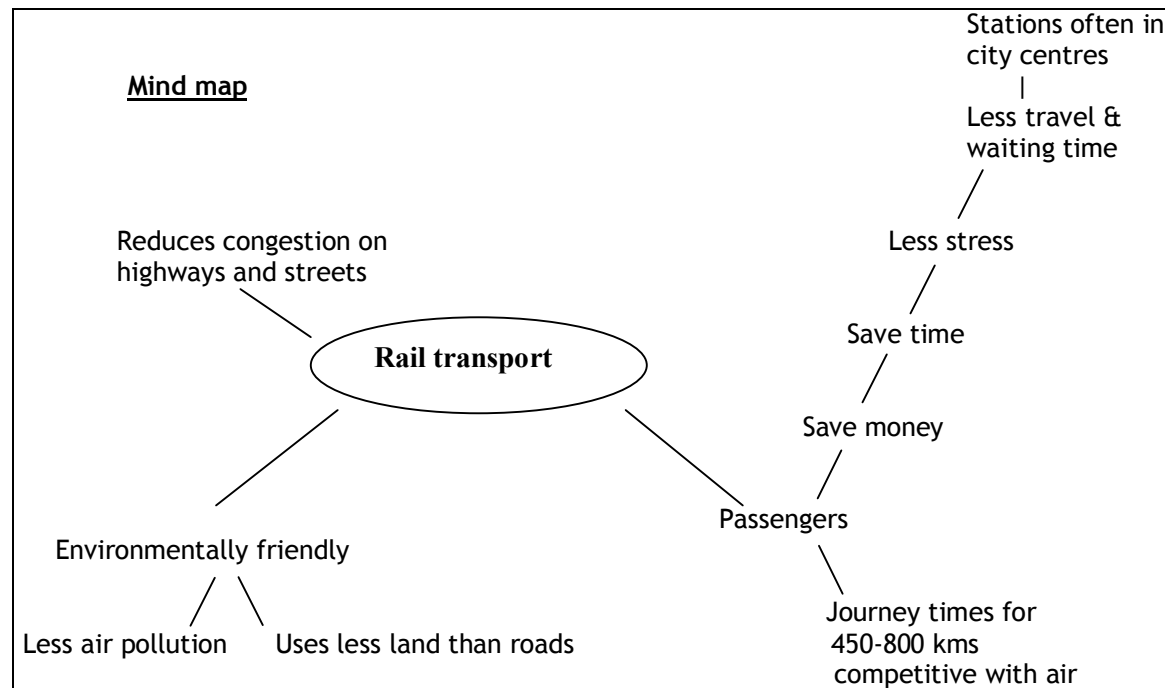 Stations often in
city centres
|
Mind map
Less travel &
waiting time
Reduces congestion on
highways and streets
Less stress
Save time
Rail transport
Save money
Passengers
Environmentally friendly
Less air pollution
Uses less land than roads
Journey times for
450-800 kms
competitive with air